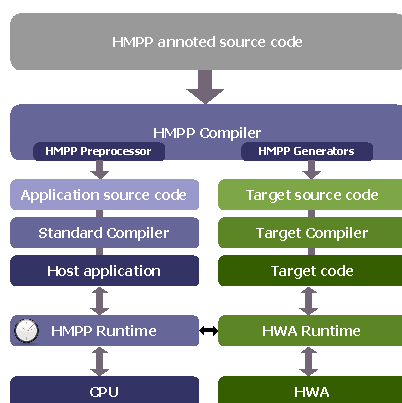 HMPP annoted source code
HMPP Compiler
HMPP Preprocessor
HMPP Generators
Application source code
Target source code
Standard Compiler
Target Compiler
Host application
Target code
HMPP Runtime
HWA Runtime
CPU
HWA